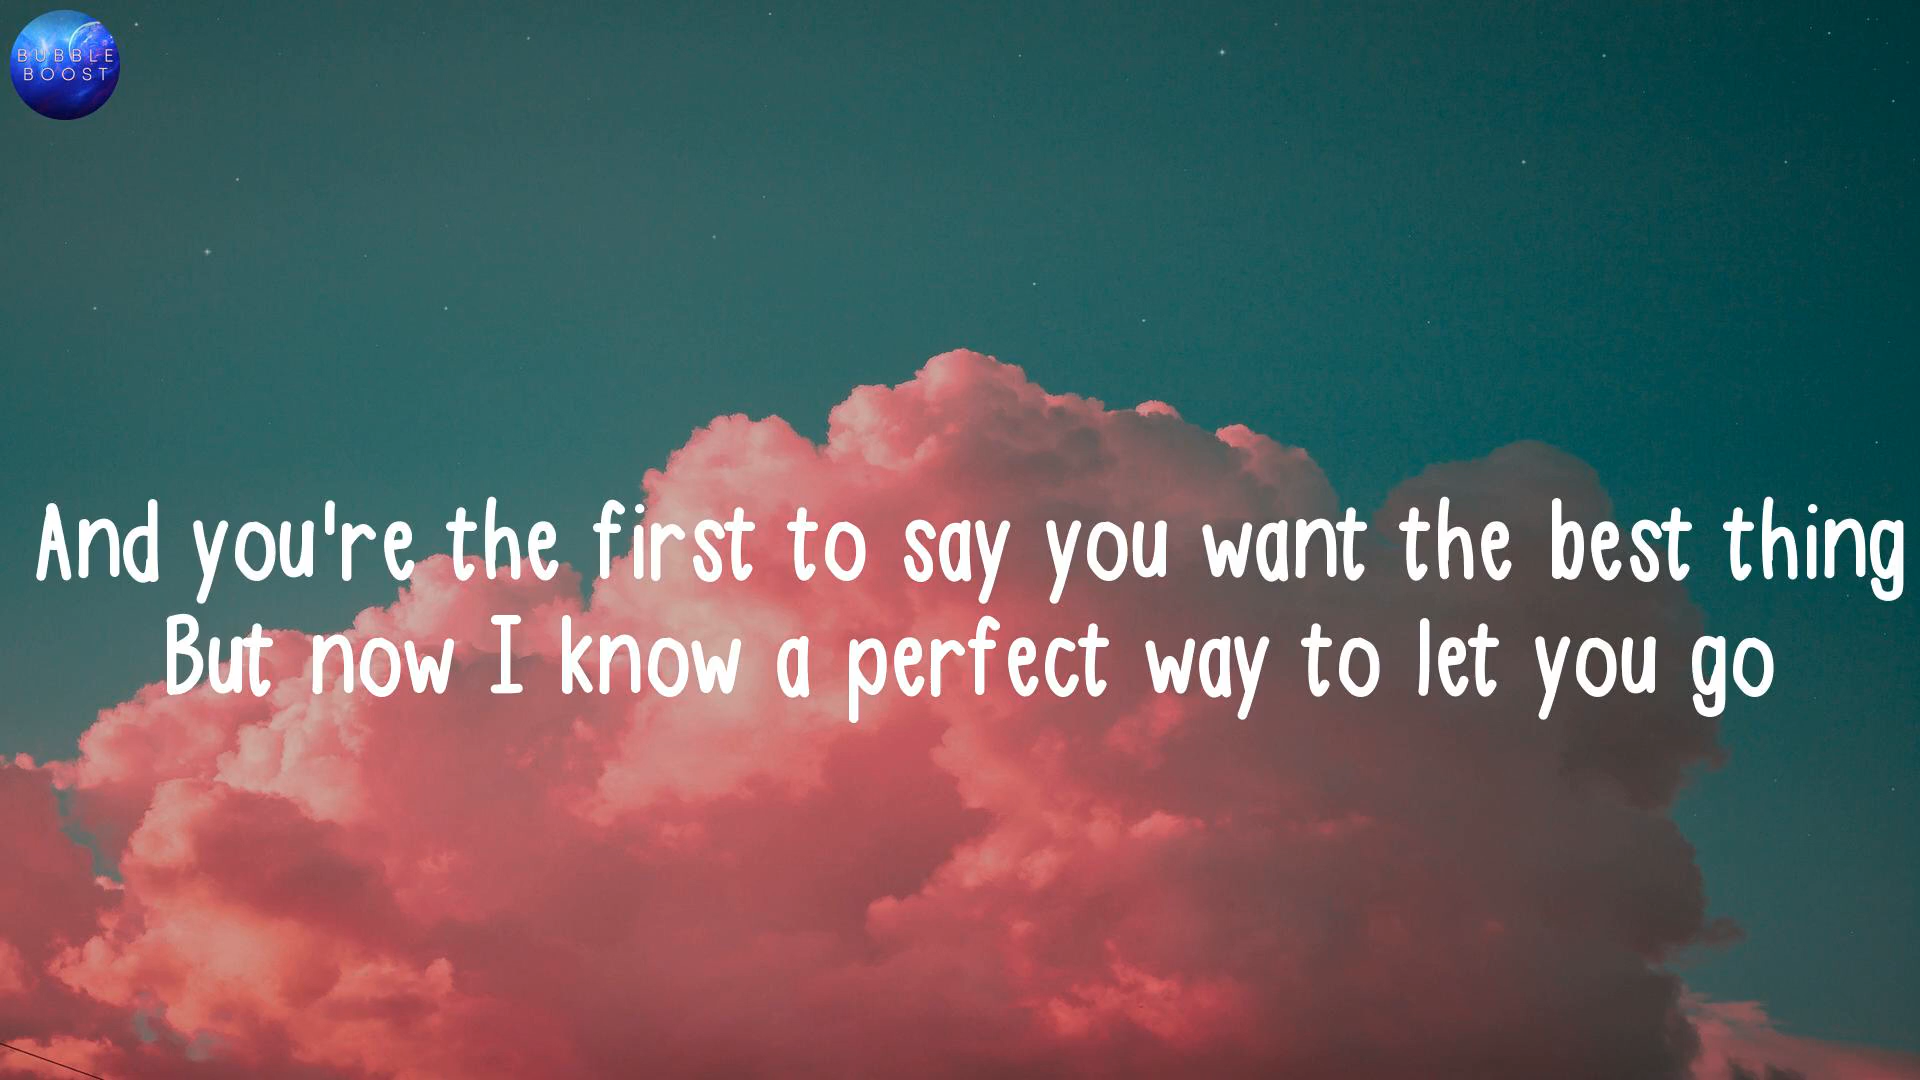 BUBBLE
BOOST
And you're the first to say you want the best thing
But now I know a perfect way to let you go